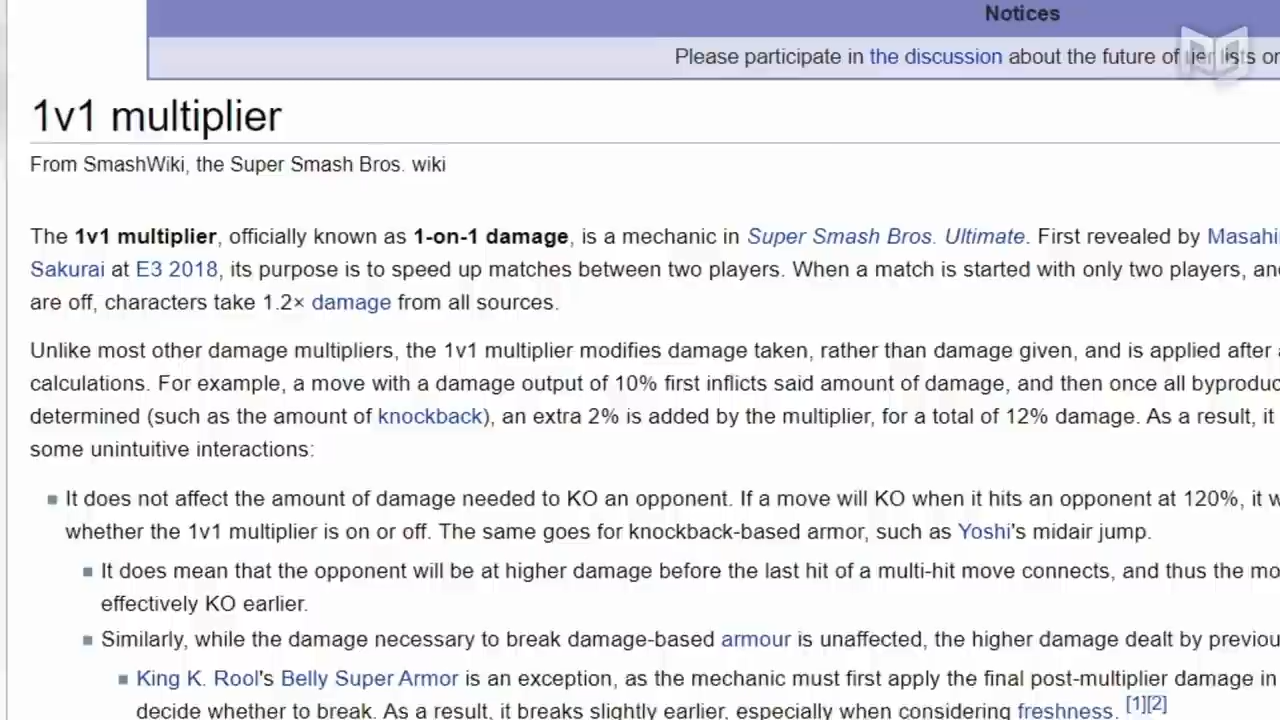 Notices
Please participate in the discussion about the future of tier lists on
1v1 multiplier
From SmashWiki, the Super Smash Bros. wiki
The 1v1 multiplier, officially known as 1-on-1 damage, is a mechanic in Super Smash Bros. Ultimate. First revealed by Masahi
Sakurai at E3 2018, its purpose is to speed up matches between two players. When a match is started with only two players, and
are off, characters take 1.2× damage from all sources.
Unlike most other damage multipliers, the 1v1 multiplier modifies damage taken, rather than damage given, and is applied after
calculations. For example, a move with a damage output of 10% first inflicts said amount of damage, and then once all byproduc
determined (such as the amount of knockback), an extra 2% is added by the multiplier, for a total of 12% damage. As a result, it
some unintuitive interactions:
It does not affect the amount of damage needed to KO an opponent. If a move will KO when it hits an opponent at 120%, it w
whether the 1v1 multiplier is on or off. The same goes for knockback-based armor, such as Yoshi's midair jump.
It does mean that the opponent will be at higher damage before the last hit of a multi-hit move connects, and thus the mo
effectively KO earlier.
Similarly, while the damage necessary to break damage-based armour is unaffected, the higher damage dealt by previou
King K. Rool's Belly Super Armor is an exception, as the mechanic must first apply the final post-multiplier damage in
decide whether to break. As a result, it breaks slightly earlier, especially when considering freshness. [1][2]